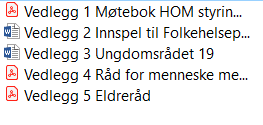 Vedlegg 1 Møtebok HOM styrin...
Vedlegg 2 Innspel til Folkehelsep...
Vedlegg 3 Ungdomsrådet 19
Vedlegg 4 Råd for menneske me...
Vedlegg 5 Eldreråd